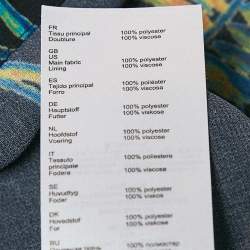 FR
Tissu principal 100% polyester
Doublure 100% viscose
GB
US
Main fabric 100% polyester
Lining 100% viscose
ES
Tejido principal 100% poliester
Forro 100% viscosa
DE
Hauptstoff 100% polyester
Futter 100% viskose
NL
Hoofdstof 100% polyester
Voering 100% viscose
IT
Tessuto
principale 100% poliestere
Fodera 100% viscosa
SE
Huvudtyg 100% polyester
Foder 100% viskos
DK
Hovedstof 100% polyester
For 100% viskose
RU